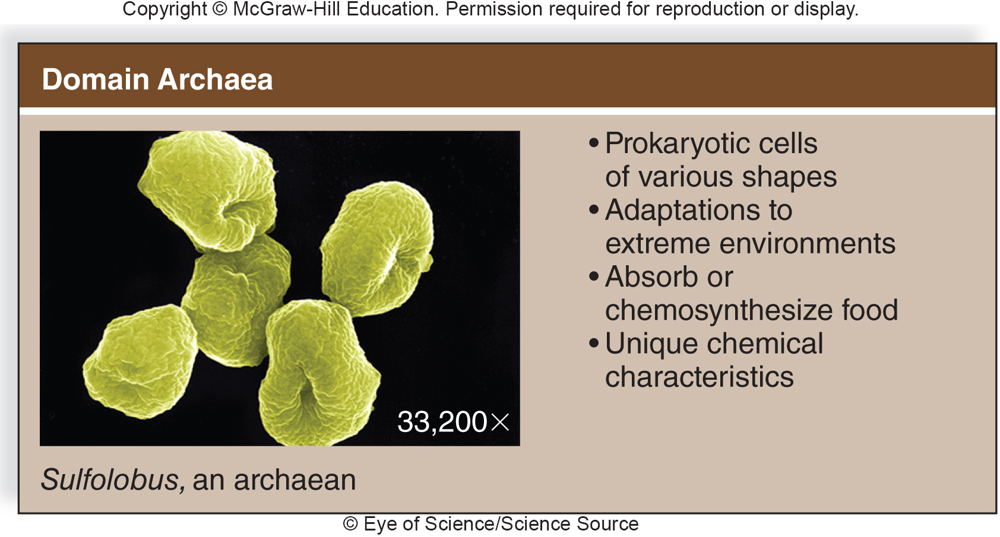 Copyright © McGraw-Hill Education. Permission required for reproduction or display.
Domain Archaea
• Prokaryotic cells
of various shapes
• Adaptations to
extreme environments
• Absorb or
chemosynthesize food
• Unique chemical
characteristics
33,200×
Sulfolobus, an archaean
© Eye of Science/Science Source